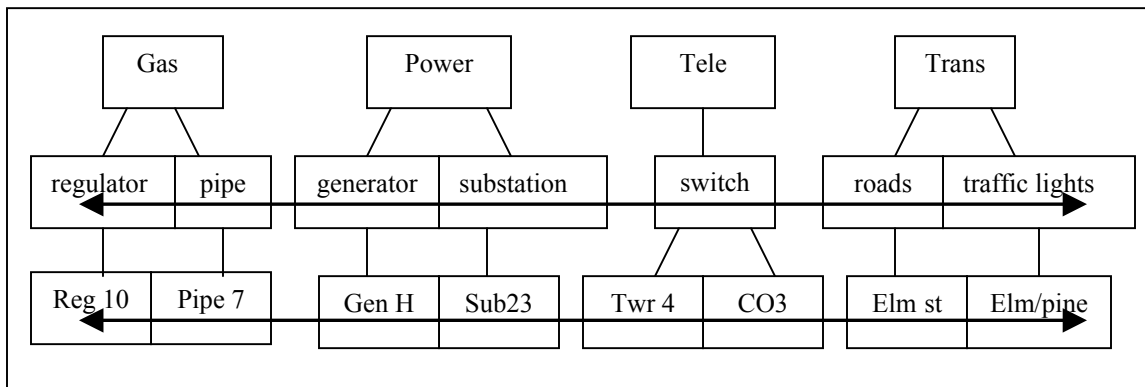 Gas Power Tele Trans
regulator pipe generator substation switch roads traffic lights
Reg 10 Pipe 7 Gen H Sub23 Twr 4 CO3 Elm st Elm/pine